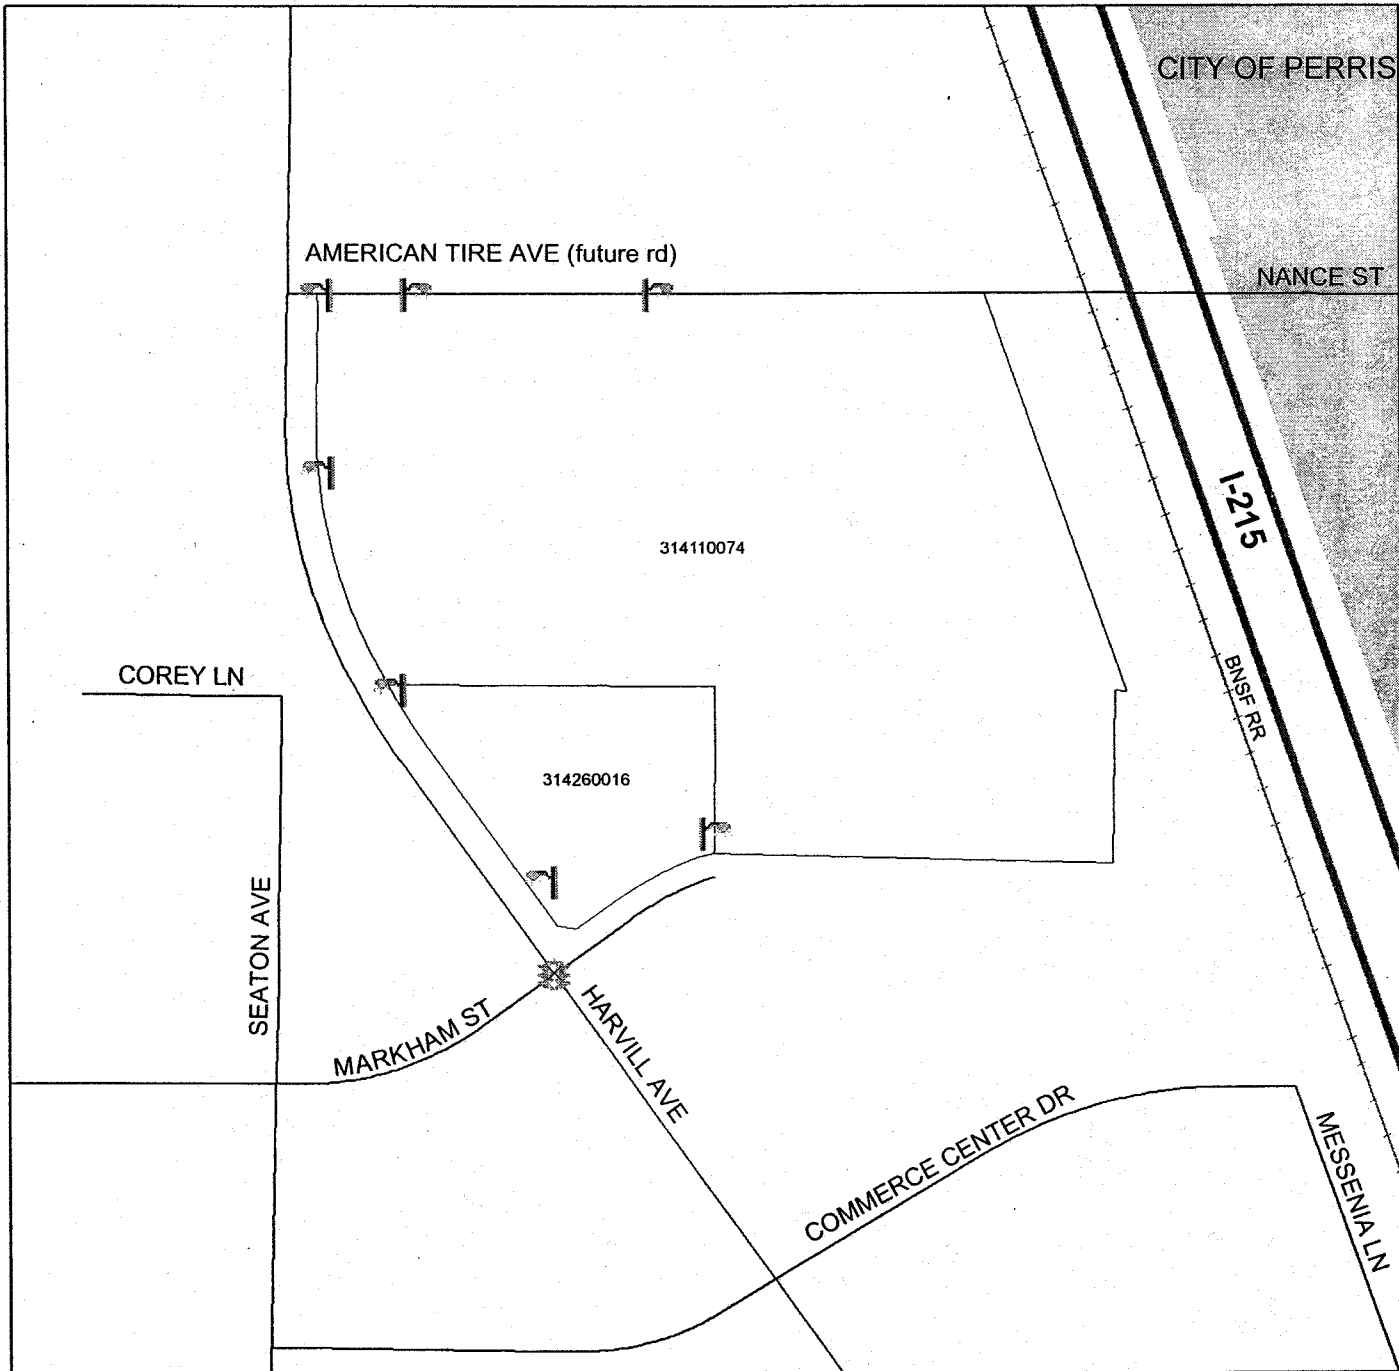 CITY OF PERRIS
AMERICAN TIRE AVE (future rd)
NANCE ST
I-215
314110074
BNSF RR
COREY LN
314260016
SEATON AVE
MARKHAM ST
HARVILL AVE
COMMERCE CENTER DR
MESSENIA LN